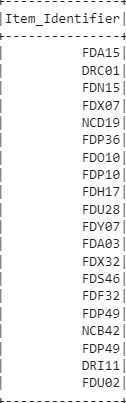 +---------------+
|Item_Identifier|
+---------------+
|          FDA15|
|          DRC01|
|          FDN15|
|          FDX07|
|          NCD19|
|          FDP36|
|          FDO10|
|          FDP10|
|          FDH17|
|          FDU28|
|          FDY07|
|          FDA03|
|          FDX32|
|          FDS46|
|          FDF32|
|          FDP49|
|          NCB42|
|          FDP49|
|          DRI11|
|          FDU02|
+---------------+